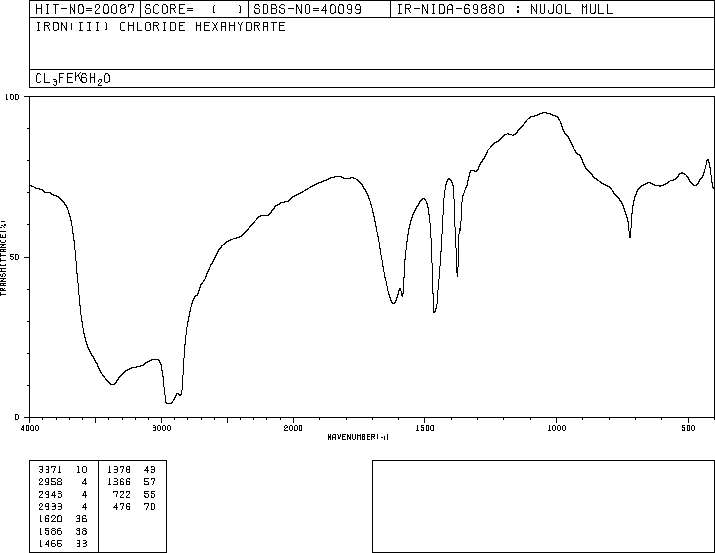 HIT-NO=20087 SCORE= ( ) SDBS-NO=40099 IR-NIDA-69880 : NUJOL MULL
IRON(III) CHLORIDE HEXAHYDRATE
CL3FE*6H2O
100
TRANSMITTANCE(%)
50
0
4000 3000 2000 1500 1000 500
WAVENUMBER(-1)
3371 10 1378 43
2958 4 1366 57
2943 4 722 55
2933 4 476 70
1620 36
1586 38
1466 33